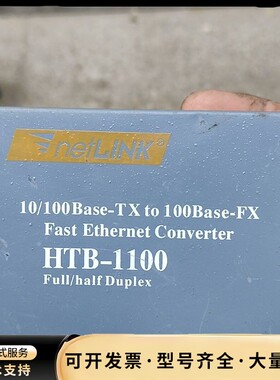 netLINK
10/100Base-TX to 100Base-FX
Fast Ethernet Converter
HTB-1100
Full/half Duplex
式服务
支持
可开发票·型号齐全·大量